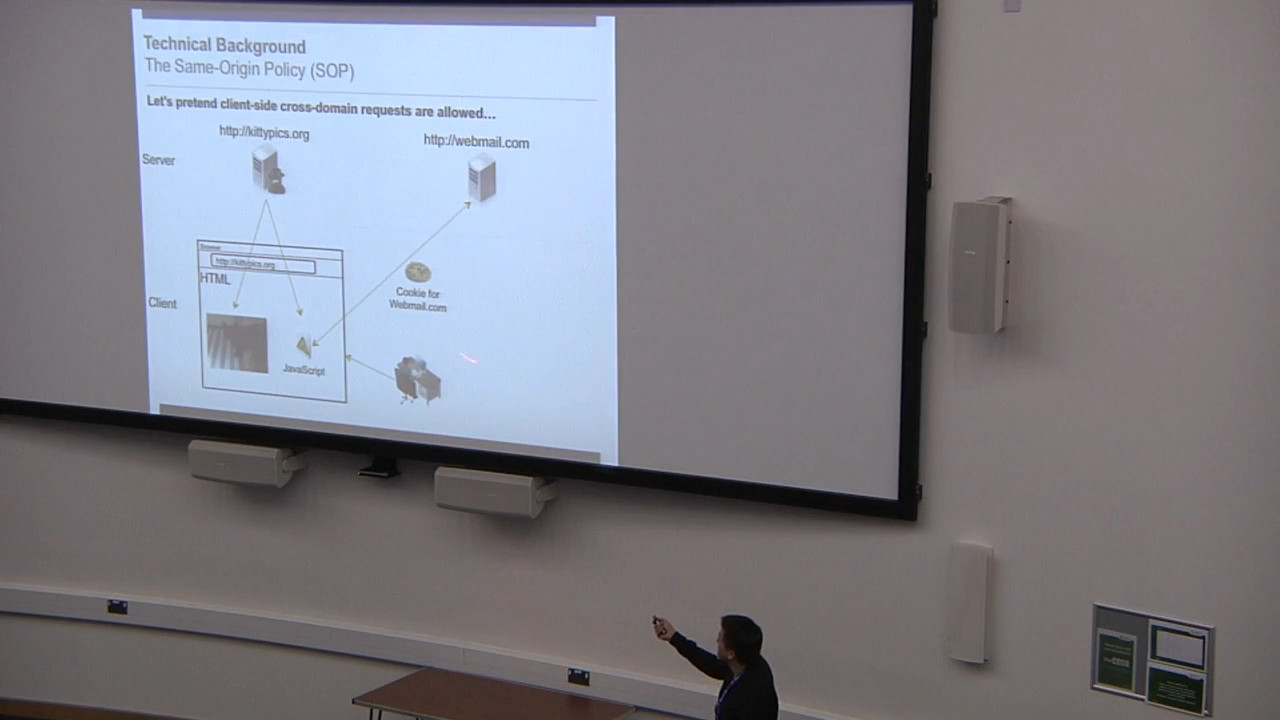 Technical Background
The Same-Origin Policy (SOP)
Let's pretend client-side cross-domain requests are allowed...
http://kittypics.org
http://webmail.com
Server
Browser
http://kittypics.org
HTML
Cookie for
Webmail.com
Client
JavaScript